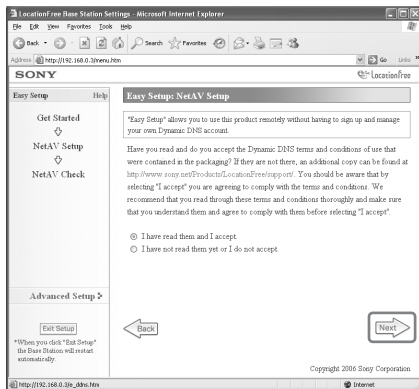 LocationFree Base Station Settings - Microsoft Internet Explorer
File Edit View Favorites Tools Help
Back Search Favorites
Address http://192.168.0.3/menu.htm Go Links »
SONY LocationFree
Easy Setup Help
Get Started
NetAV Setup
NetAV Check
Advanced Setup
Exit Setup
*When you click "Exit Setup"
the Base Station will restart
automatically.
Easy Setup: NetAV Setup
"Easy Setup" allows you to use this product remotely without having to sign up and manage
your own Dynamic DNS account.
Have you read and do you accept the Dynamic DNS terms and conditions of use that
were contained in the packaging? If they are not there, an additional copy can be found at
http://www.sony.net/Products/LocationFree/support/. You should be aware that by
selecting "I accept" you are agreeing to comply with the terms and conditions. We
recommend that you read through these terms and conditions thoroughly and make sure
that you understand them and agree to comply with them before selecting "I accept".
I have read them and I accept.
I have not read them yet or I do not accept.
Back
Next
Copyright 2006 Sony Corporation
http://192.168.0.3/e_ddns.htm Internet